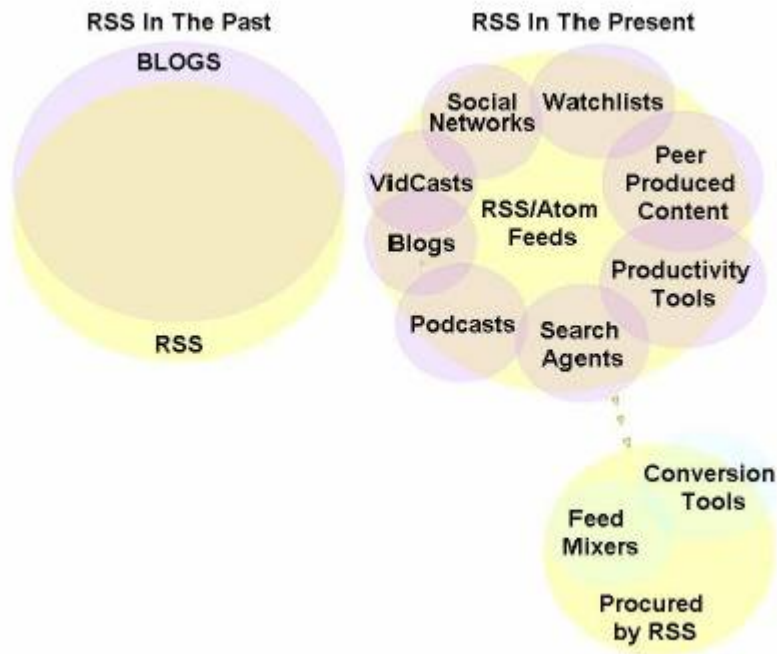 RSS In The Past
BLOGS
RSS
RSS In The Present
Social
Networks
Watchlists
Peer
Produced
Content
VidCasts
RSS/Atom
Feeds
Blogs
Productivity
Tools
Podcasts
Search
Agents
Conversion
Tools
Feed
Mixers
Procured
by RSS